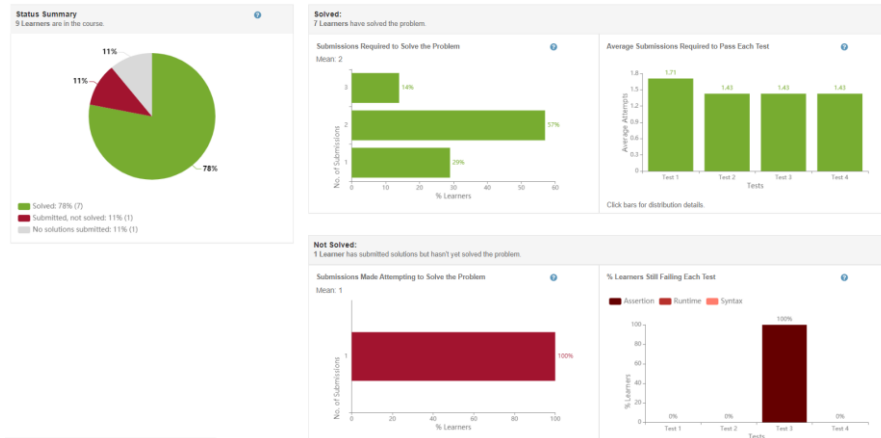 Status Summary
9 Learners are in the course.
11%
11%
78%
Solved: 78% (7)
Submitted, not solved: 11% (1)
No solutions submitted: 11% (1)
Solved:
7 Learners have solved the problem.
Submissions Required to Solve the Problem
Mean: 2
No. of Submissions
3
14%
2
57%
1
29%
0 10 20 30 40 50 60
% Learners
Average Submissions Required to Pass Each Test
Average Attempts
1.8
1.5
1.2
0.9
0.6
0.3
0
1.71 1.43 1.43 1.43
Test 1 Test 2 Test 3 Test 4
Tests
Click bars for distribution details.
Not Solved:
1 Learner has submitted solutions but hasn't yet solved the problem.
Submissions Made Attempting to Solve the Problem
Mean: 1
No. of Submissions
1
100%
0 20 40 60 80 100
% Learners
% Learners Still Failing Each Test
Assertion Runtime Syntax
% Learners
100
80
60
40
20
0
0% 0% 100% 0%
Test 1 Test 2 Test 3 Test 4
Tests